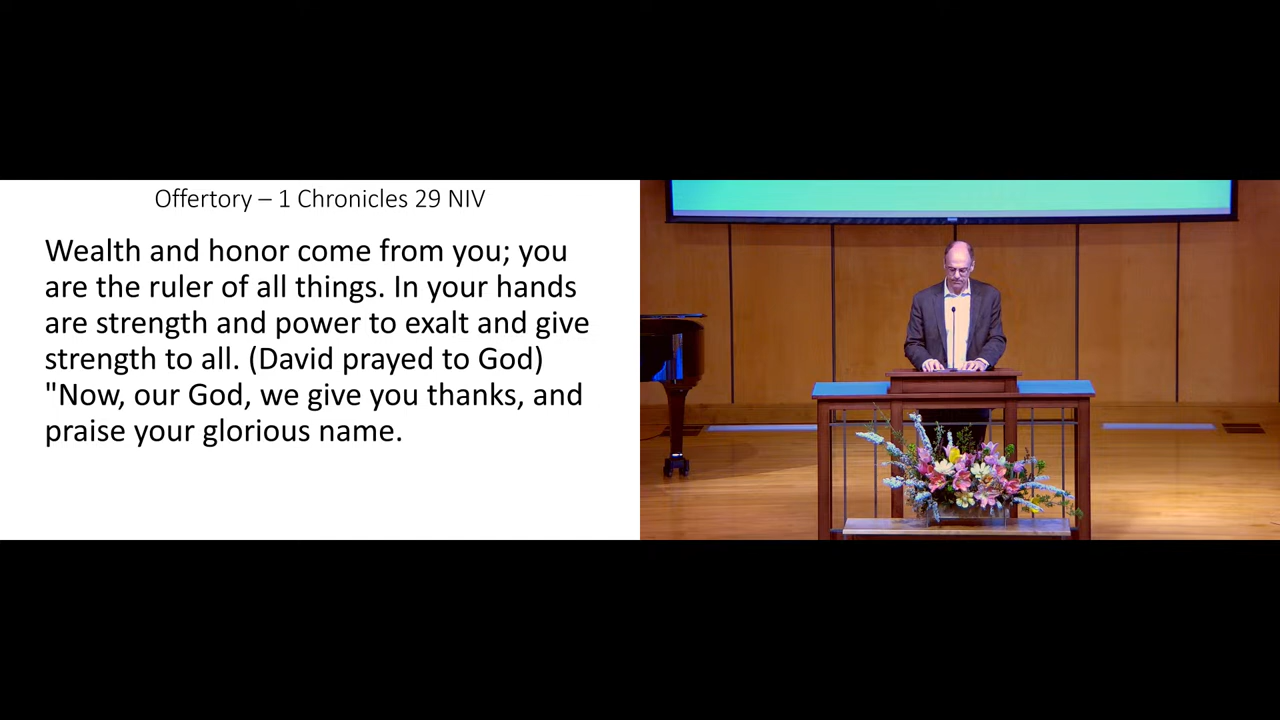 Offertory – 1 Chronicles 29 NIV
Wealth and honor come from you; you
are the ruler of all things. In your hands
are strength and power to exalt and give
strength to all. (David prayed to God)
"Now, our God, we give you thanks, and
praise your glorious name.